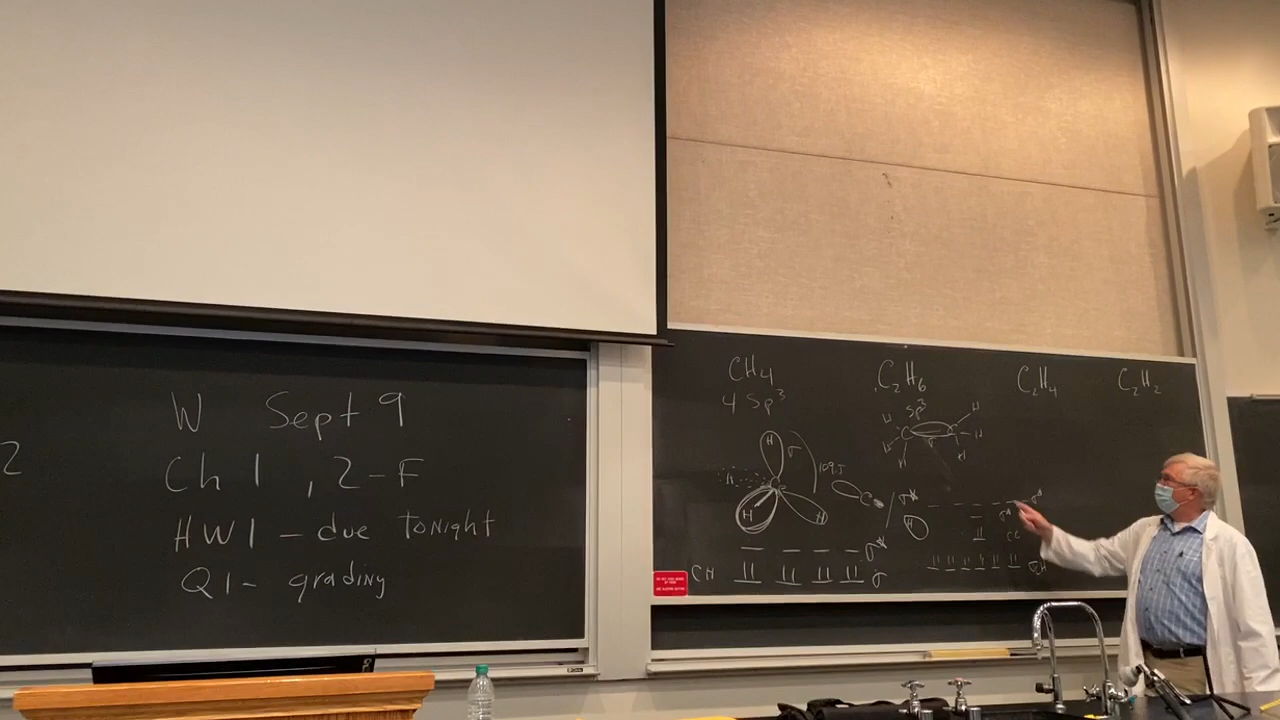 2
W Sept 9
Ch 1, 2-F
HW1 - due tonight
Q1 - grading
CH4
4 sp³
H
σ
109.5
C
H
H
σ*
CH
σ
C2H6
sp³
H
H
C
C
H
H
H
H
σ
C
H
σ*
σ*
σ*
CC
CH
C2H4
C2H2